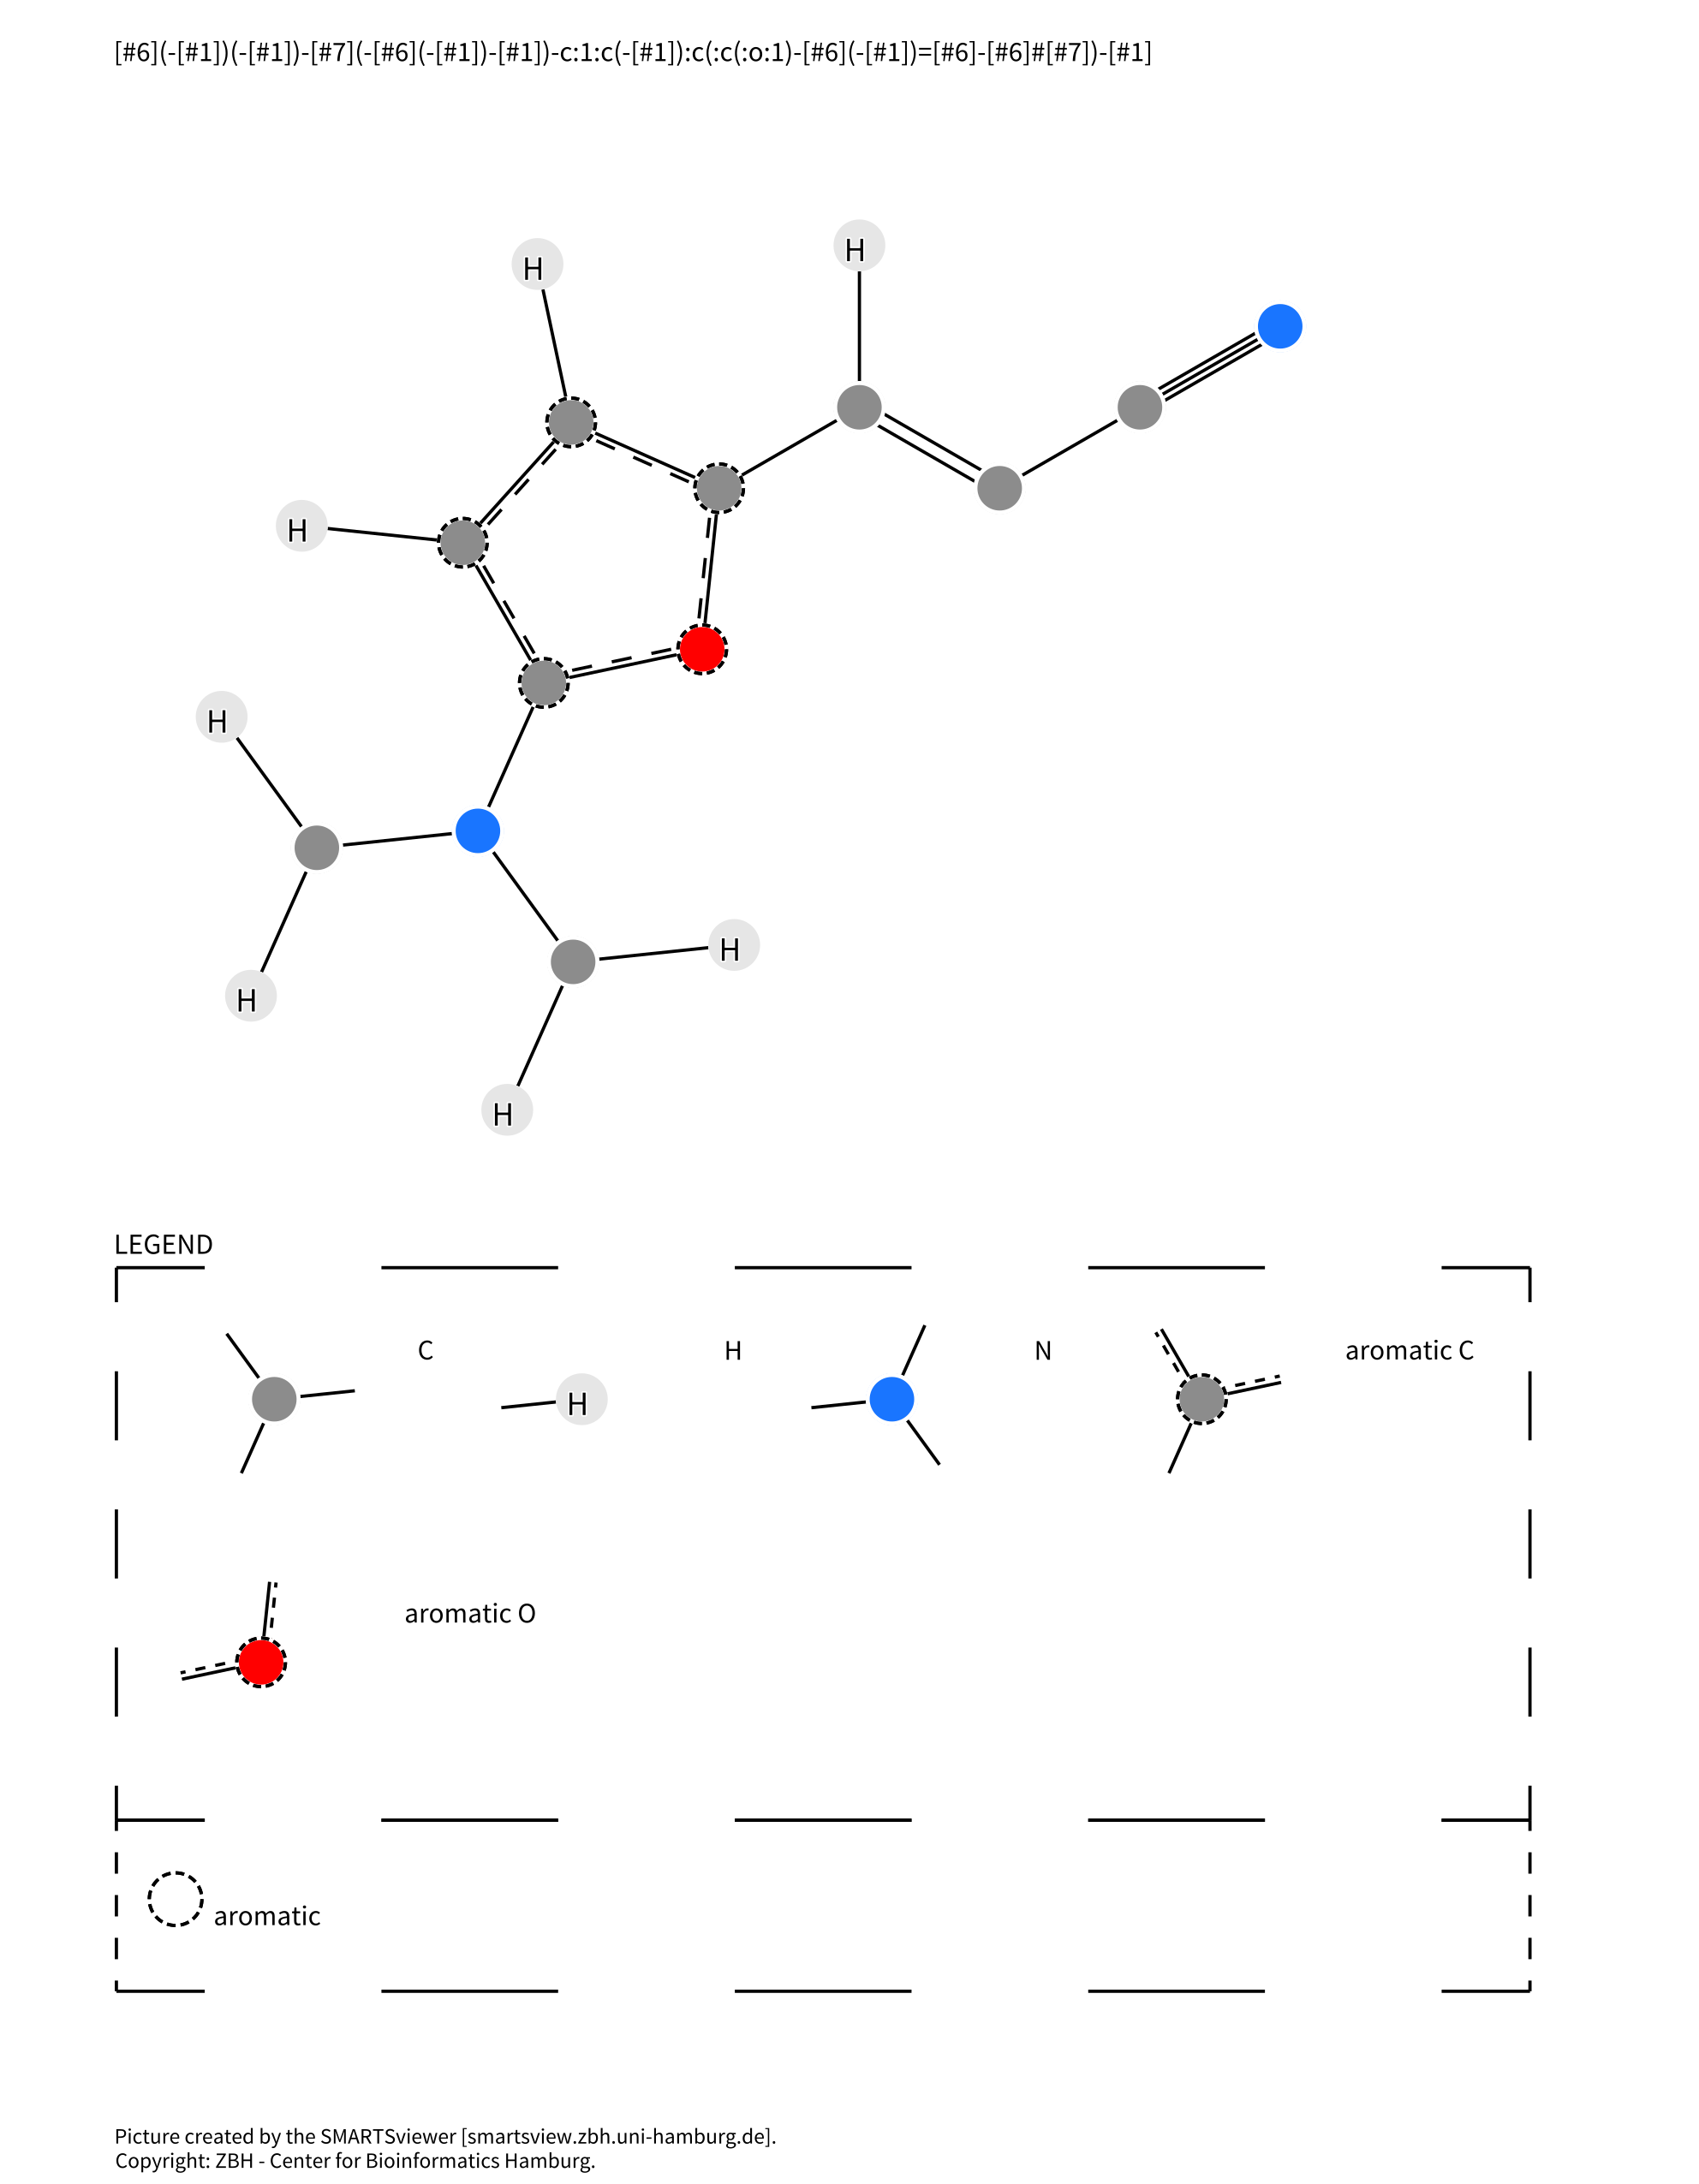 [#6](-[#1])(-[#1])-[#7](-[#6](-[#1])-[#1])-c:1:c(-[#1]):c(:c(:o:1)-[#6](-[#1])=[#6]-[#6]#[#7])-[#1]
H
H
H
H
H
H
H
H
LEGEND
C
H
H
N
aromatic C
aromatic O
aromatic
Picture created by the SMARTSviewer [smartsview.zbh.uni-hamburg.de].
Copyright: ZBH - Center for Bioinformatics Hamburg.